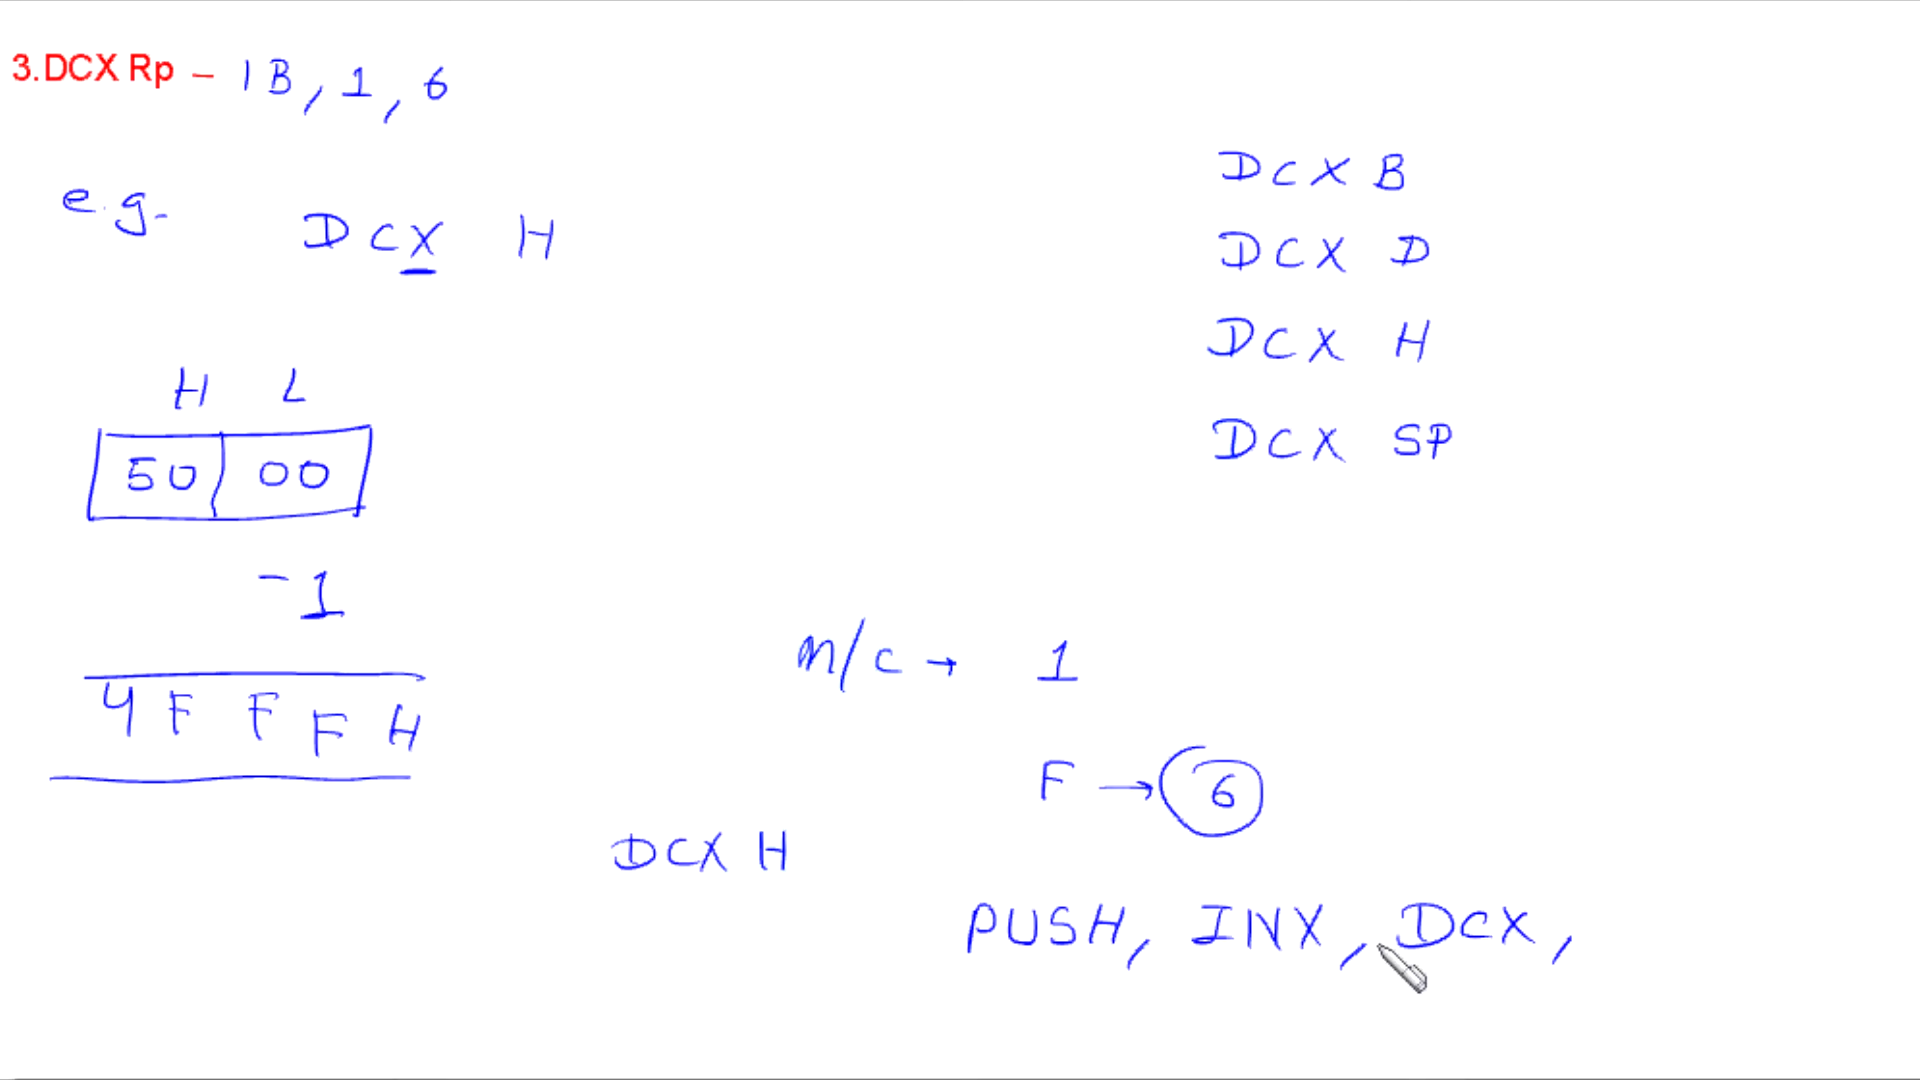 3.DCX Rp – 1B, 1, 6
e.g. DCX H
DCX B
DCX D
DCX H
DCX SP
H L
50 00
-1
4FFFH
M/C → 1
F → 6
DCX H
PUSH, INX, DCX,